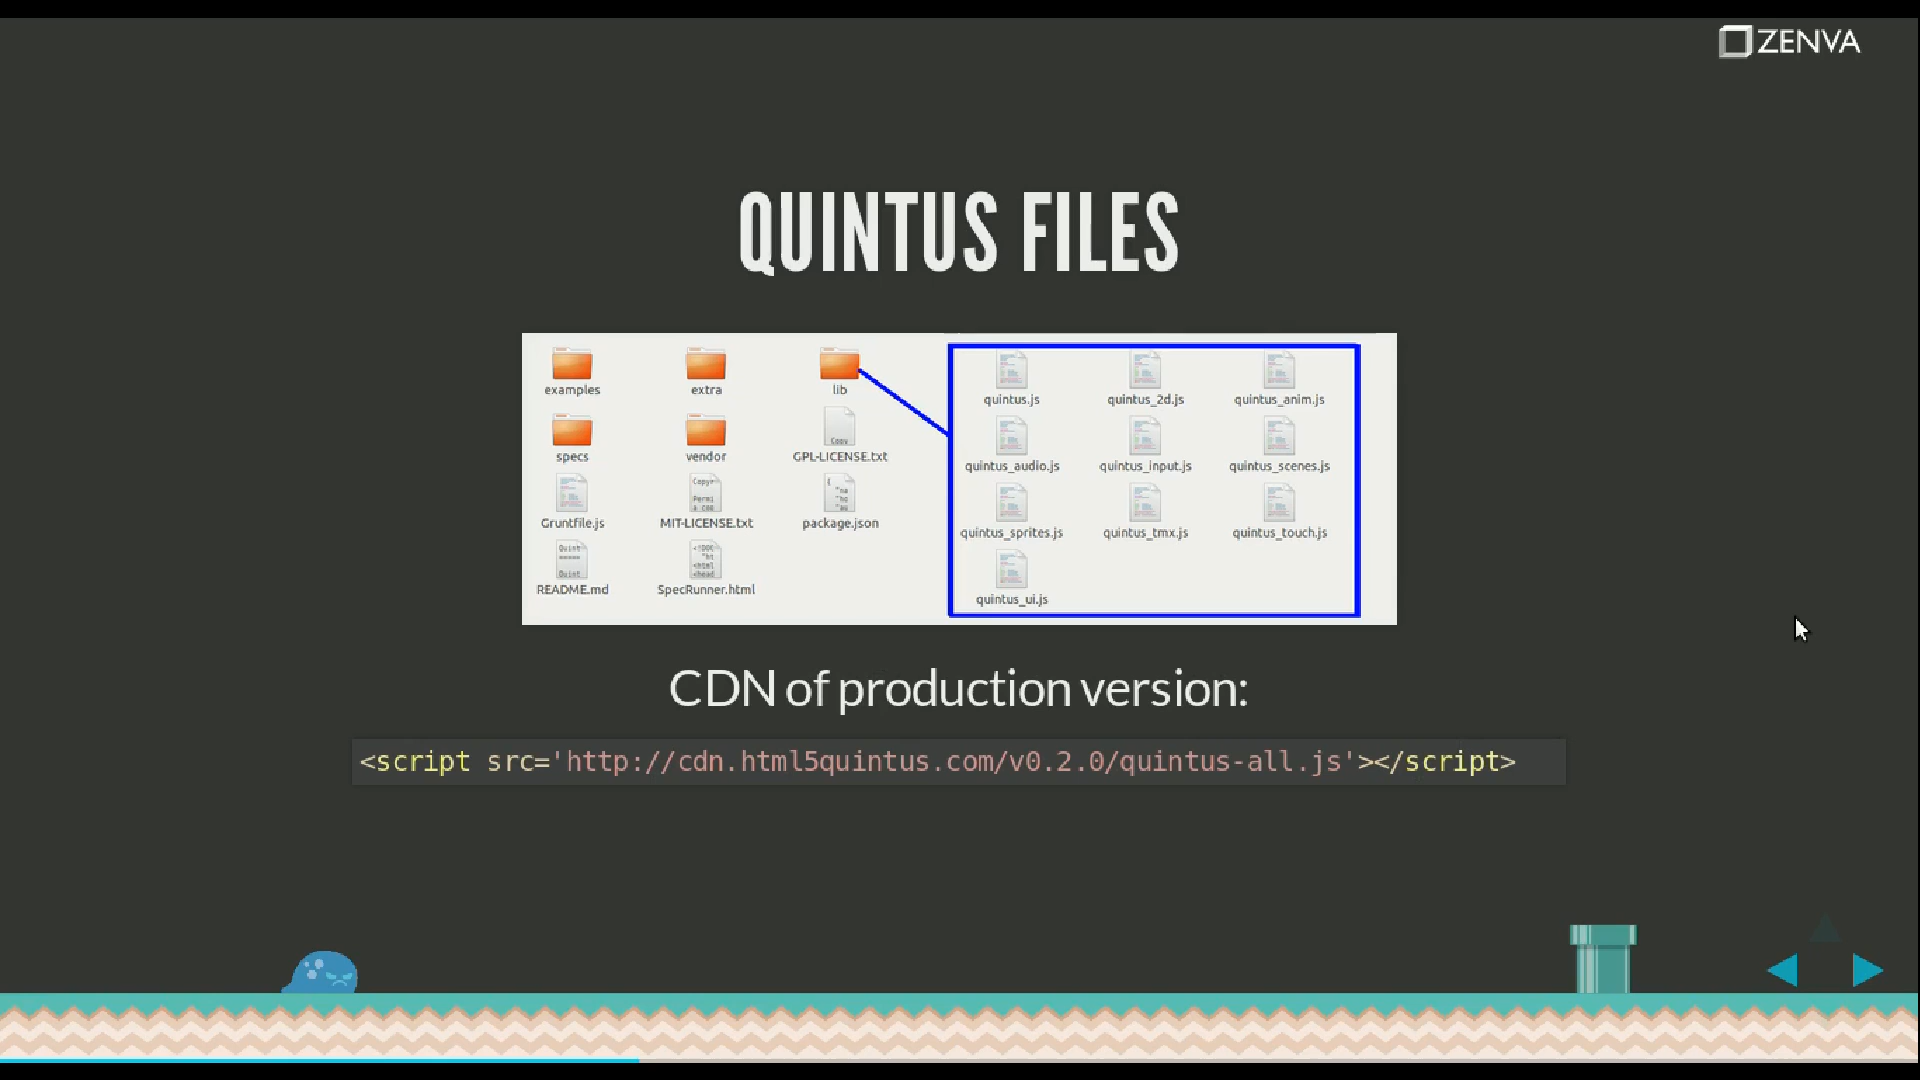 ZENVA
QUINTUS FILES
examples
extra
lib
specs
vendor
GPL-LICENSE.txt
Gruntfile.js
MIT-LICENSE.txt
package.json
README.md
SpecRunner.html
quintus.js
quintus_2d.js
quintus_anim.js
quintus_audio.js
quintus_input.js
quintus_scenes.js
quintus_sprites.js
quintus_tmx.js
quintus_touch.js
quintus_ui.js
CDN of production version:
<script src='http://cdn.html5quintus.com/v0.2.0/quintus-all.js'></script>